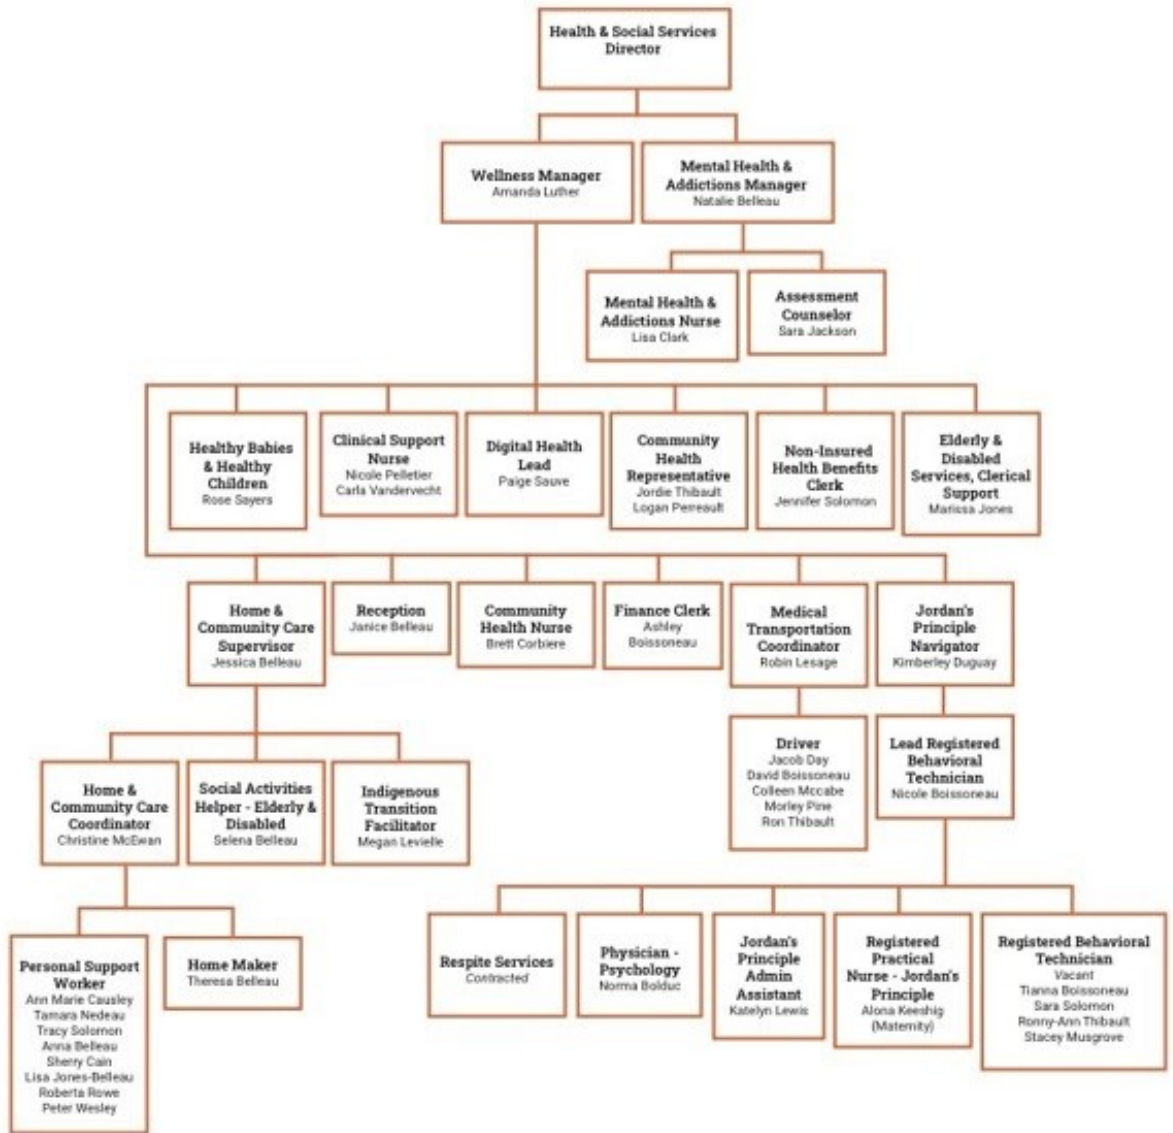 Health & Social Services
Director
Wellness Manager
Amanda Luther
Mental Health &
Addictions Manager
Natalie Belleau
Mental Health &
Addictions Nurse
Lisa Clark
Assessment
Counselor
Sara Jackson
Healthy Babies
& Healthy
Children
Rose Sayers
Clinical Support
Nurse
Nicole Pelletier
Carla Vandervecht
Digital Health
Lead
Paige Sauve
Community
Health
Representative
Jordie Thibault
Logan Perreault
Non-Insured
Health Benefits
Clerk
Jennifer Solomon
Elderly &
Disabled
Services, Clerical
Support
Marissa Jones
Home &
Community Care
Supervisor
Jessica Belleau
Reception
Janice Belleau
Community
Health Nurse
Brett Corbiere
Finance Clerk
Ashley
Boissoneau
Medical
Transportation
Coordinator
Robin Lesage
Jordan's
Principle
Navigator
Kimberley Duguay
Driver
Jacob Day
David Boissoneau
Colleen Mccabe
Morley Pine
Ron Thibault
Lead Registered
Behavioral
Technician
Nicole Boissoneau
Home &
Community Care
Coordinator
Christine McEwan
Social Activities
Helper - Elderly &
Disabled
Selena Belleau
Indigenous
Transition
Facilitator
Megan Levielle
Personal Support
Worker
Ann Marie Causley
Tamara Nedeau
Tracy Solomon
Anna Belleau
Sherry Cain
Lisa Jones-Belleau
Roberta Rowe
Peter Wesley
Home Maker
Theresa Belleau
Respite Services
Contracted
Physician -
Psychology
Norma Bolduc
Jordan's
Principle
Admin
Assistant
Katelyn Lewis
Registered
Practical
Nurse - Jordan's
Principle
Alona Keeshig
(Maternity)
Registered Behavioral
Technician
Vacant
Tianna Boissoneau
Sara Solomon
Ronny-Ann Thibault
Stacey Musgrove